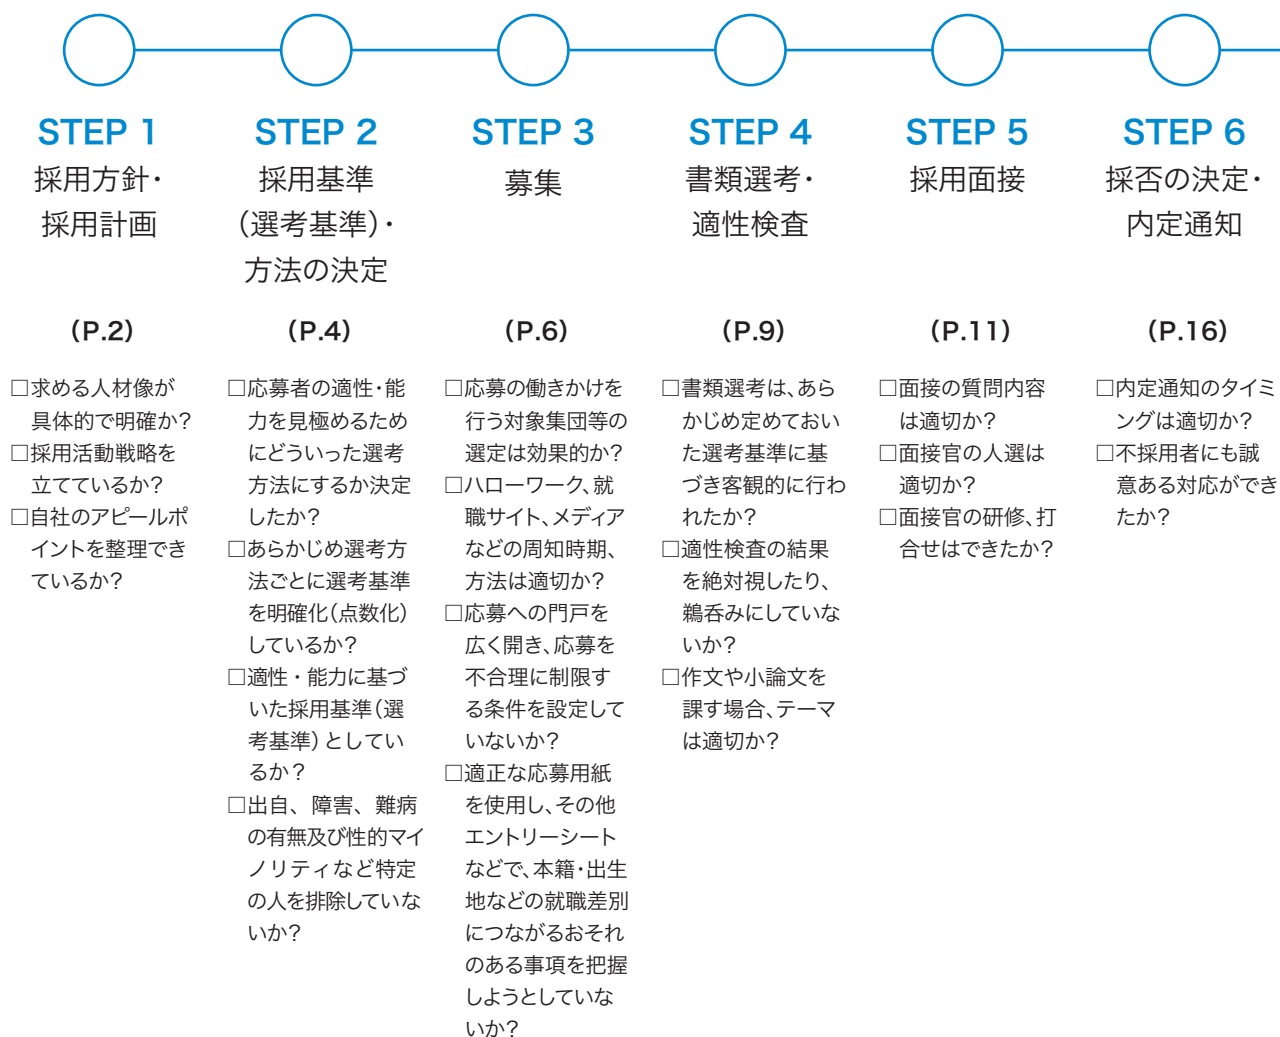 STEP 1
採用方針・
採用計画
(P.2)
□求める人材像が
具体的で明確か?
□採用活動戦略を
立てているか?
□自社のアピールポ
イントを整理でき
ているか?
STEP 2
採用基準
(選考基準)・
方法の決定
(P.4)
□応募者の適性・能
力を見極めるため
にどういった選考
方法にするか決定
したか?
□あらかじめ選考方
法ごとに選考基準
を明確化(点数化)
しているか?
□適性・能力に基づ
いた採用基準(選
考基準)としてい
るか?
□出自、障害、難病
の有無及び性的マイ
ノリティなど特定
の人を排除していな
いか?
STEP 3
募集
(P.6)
□応募の働きかけを
行う対象集団等の
選定は効果的か?
□ハローワーク、就
職サイト、メディア
などの周知時期、
方法は適切か?
□応募への門戸を
広く開き、応募を
不合理に制限す
る条件を設定して
いないか?
□適正な応募用紙
を使用し、その他
エントリーシート
などで、本籍・出生
地などの就職差別
につながるおそれ
のある事項を把握
しようとしていな
いか?
STEP 4
書類選考・
適性検査
(P.9)
□書類選考は、あら
かじめ定めておい
た選考基準に基
づき客観的に行わ
れたか?
□適性検査の結果
を絶対視したり、
鵜呑みにしていな
いか?
□作文や小論文を
課す場合、テーマ
は適切か?
STEP 5
採用面接
(P.11)
□面接の質問内容
は適切か?
□面接官の人選は
適切か?
□面接官の研修、打
合せはできたか?
STEP 6
採否の決定・
内定通知
(P.16)
□内定通知のタイミ
ングは適切か?
□不採用者にも誠
意ある対応ができ
たか?